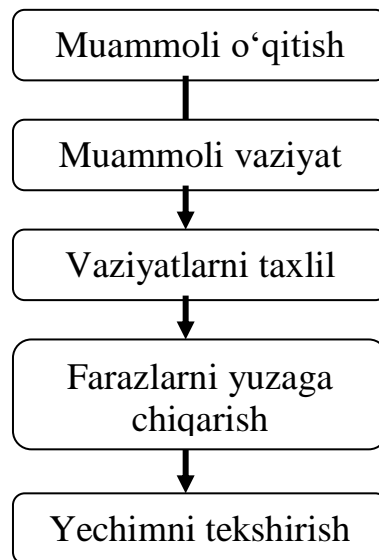 Muammoli o‘qitish
Muammoli vaziyat
Vaziyatlarni taxlil
Farazlarni yuzaga
chiqarish
Yechimni tekshirish